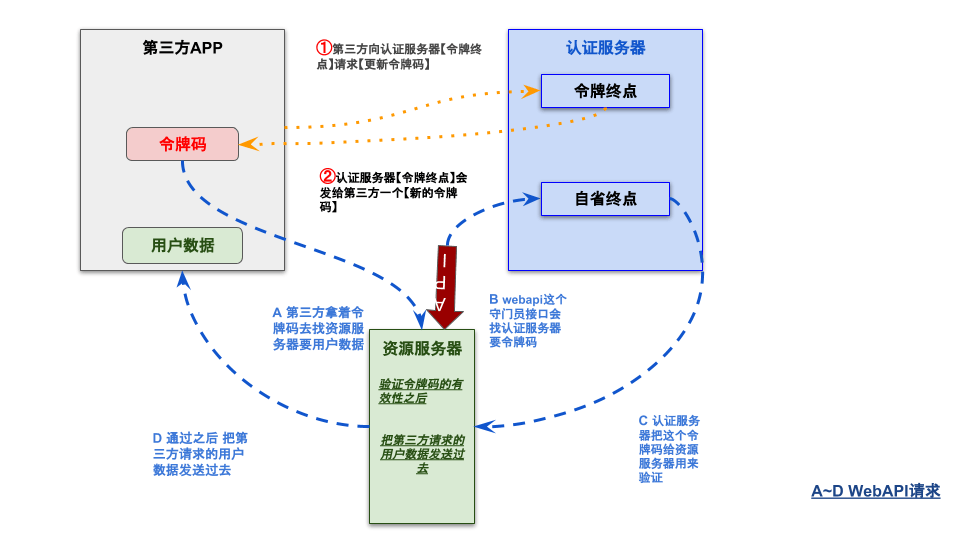 第三方APP
令牌码
用户数据
①第三方向认证服务器【令牌终
点】请求【更新令牌码】
认证服务器
令牌终点
自省终点
②认证服务器【令牌终点】会
发给第三方一个【新的令牌
码】
API
A 第三方拿着令
牌码去找资源服
务器要用户数据
B webapi这个
守门员接口会
找认证服务器
要令牌码
资源服务器
验证令牌码的有
效性之后
把第三方请求的
用户数据发送过
去
C 认证服务
器把这个令
牌码给资源
服务器用来
验证
D 通过之后 把第
三方请求的用户
数据发送过去
A~D WebAPI请求